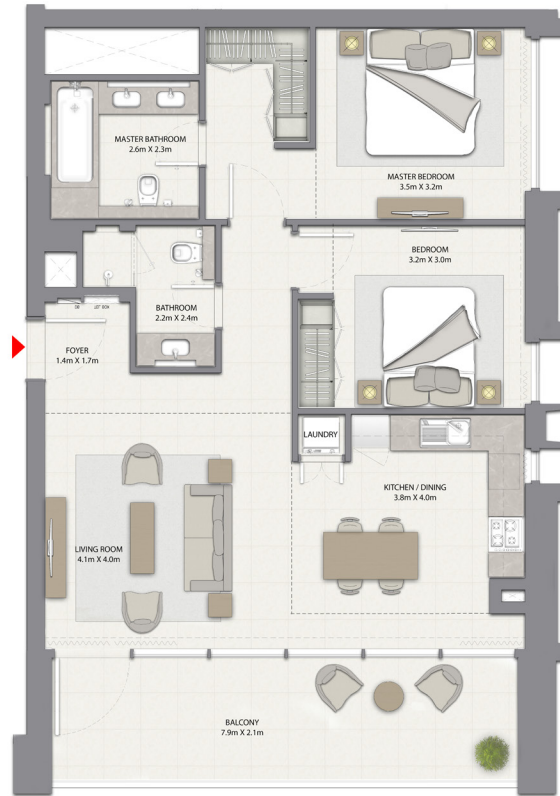 MASTER BATHROOM
2.6m X 2.3m
MASTER BEDROOM
3.5m X 3.2m
BEDROOM
3.2m X 3.0m
BATHROOM
2.2m X 2.4m
DB
FOYER
1.4m X 1.7m
LAUNDRY
KITCHEN / DINING
3.8m X 4.0m
LIVING ROOM
4.1m X 4.0m
BALCONY
7.9m X 2.1m